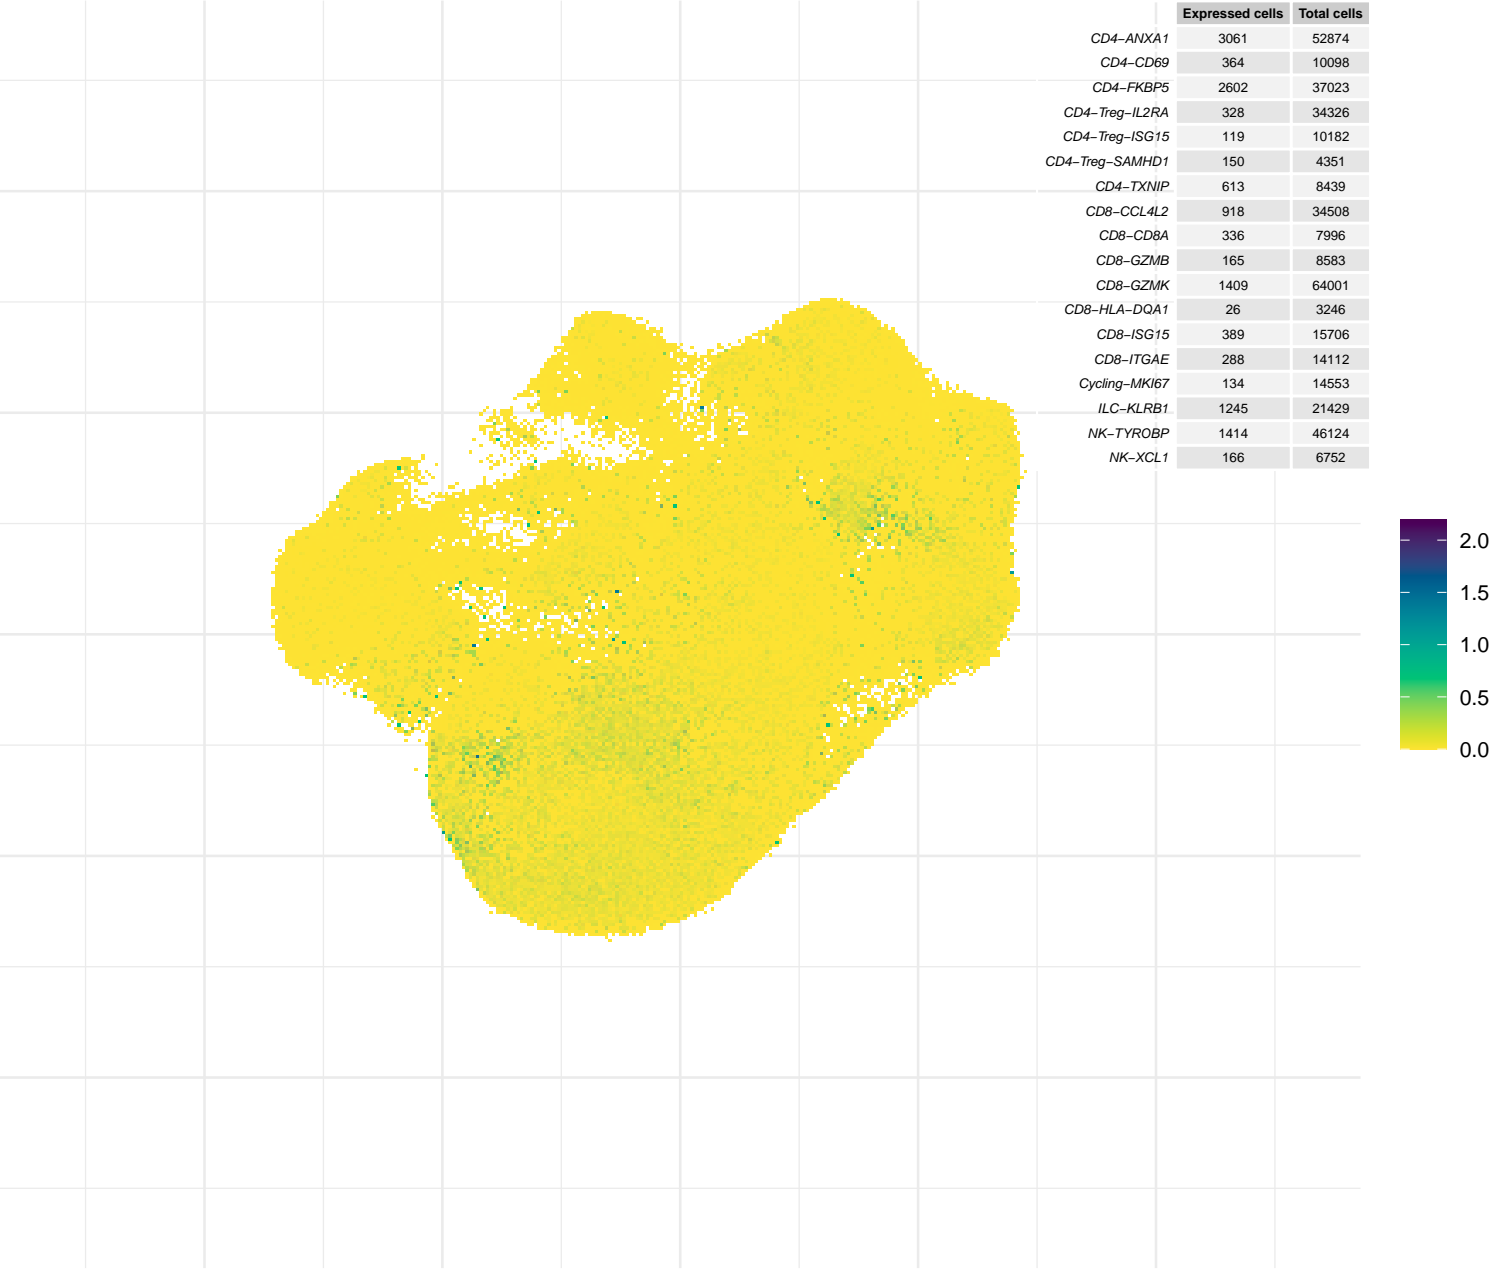 Expressed cells Total cells
CD4−ANXA1 3061 52874
CD4−CD69 364 10098
CD4−FKBP5 2602 37023
CD4−Treg−IL2RA 328 34326
CD4−Treg−ISG15 119 10182
CD4−Treg−SAMHD1 150 4351
CD4−TXNIP 613 8439
CD8−CCL4L2 918 34508
CD8−CD8A 336 7996
CD8−GZMB 165 8583
CD8−GZMK 1409 64001
CD8−HLA−DQA1 26 3246
CD8−ISG15 389 15706
CD8−ITGAE 288 14112
Cycling−MKI67 134 14553
ILC−KLRB1 1245 21429
NK−TYROBP 1414 46124
NK−XCL1 166 6752
2.0
1.5
1.0
0.5
0.0